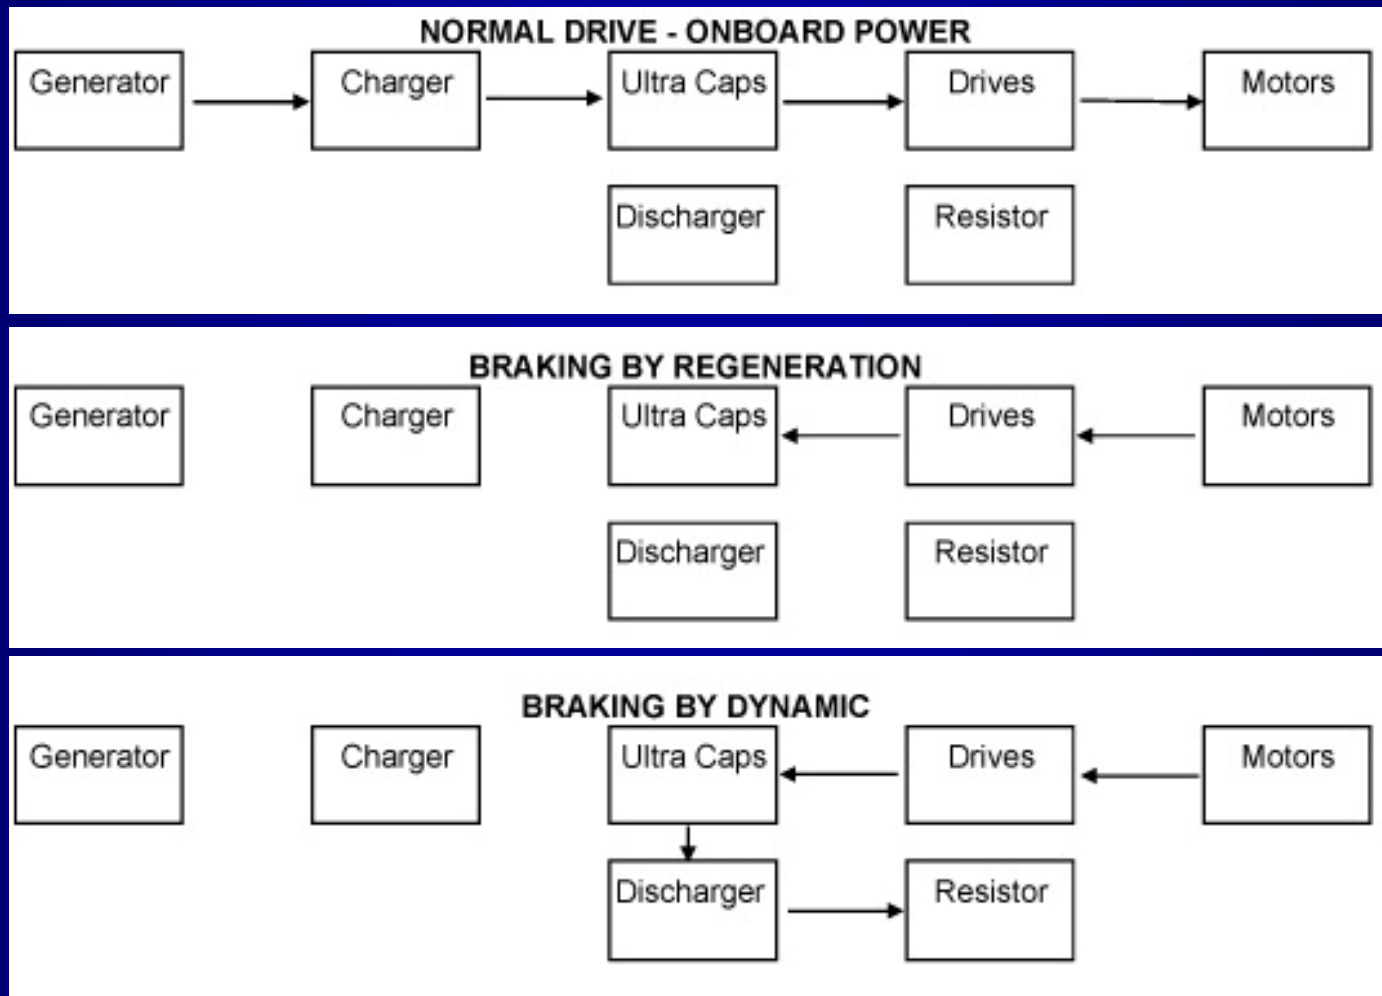 NORMAL DRIVE - ONBOARD POWER
Generator Charger Ultra Caps Drives Motors
Discharger Resistor
BRAKING BY REGENERATION
Generator Charger Ultra Caps Drives Motors
Discharger Resistor
BRAKING BY DYNAMIC
Generator Charger Ultra Caps Drives Motors
Discharger Resistor